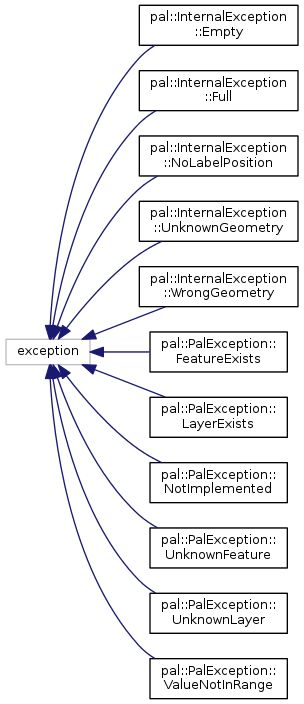 pal::InternalException
::Empty
pal::InternalException
::Full
pal::InternalException
::NoLabelPosition
pal::InternalException
::UnknownGeometry
pal::InternalException
::WrongGeometry
exception
pal::PalException::
FeatureExists
pal::PalException::
LayerExists
pal::PalException::
NotImplemented
pal::PalException::
UnknownFeature
pal::PalException::
UnknownLayer
pal::PalException::
ValueNotInRange